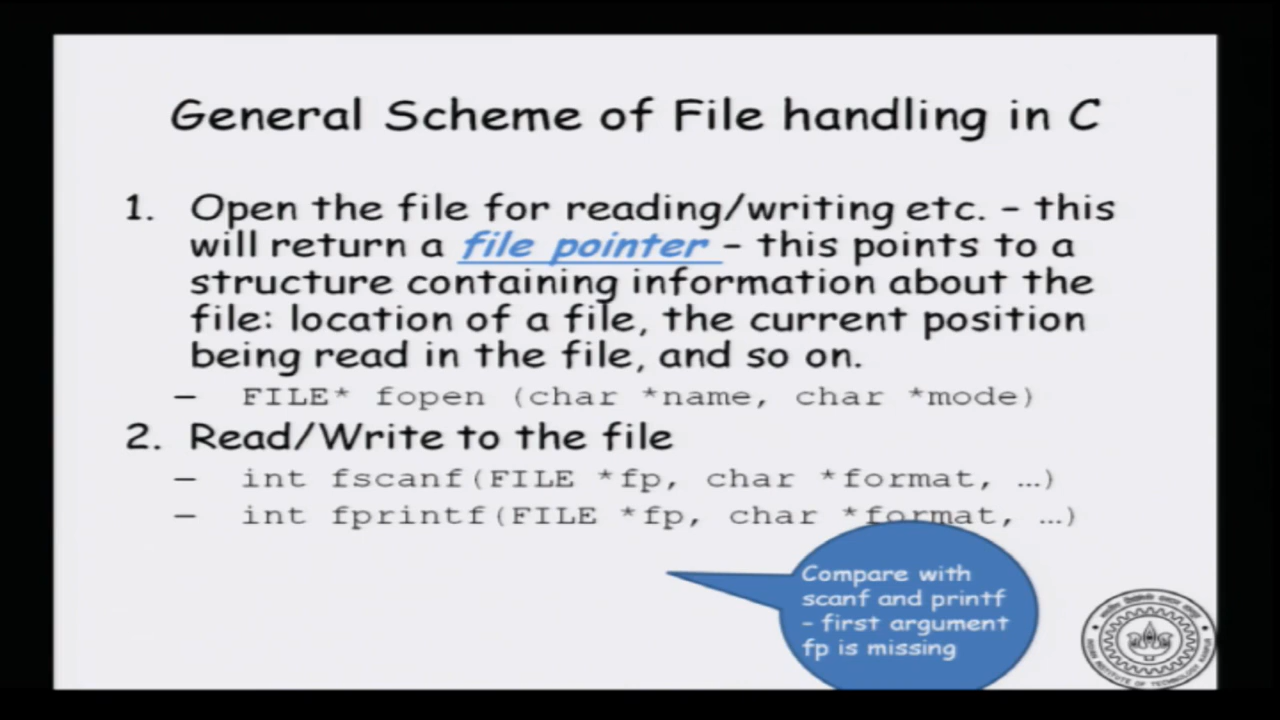 General Scheme of File handling in C
1. Open the file for reading/writing etc. – this
will return a file pointer – this points to a
structure containing information about the
file: location of a file, the current position
being read in the file, and so on.
– FILE* fopen (char *name, char *mode)
2. Read/Write to the file
– int fscanf(FILE *fp, char *format, …)
– int fprintf(FILE *fp, char *format, …)
Compare with
scanf and printf
– first argument
fp is missing
INSTITUTE OF TECHNOLOGY